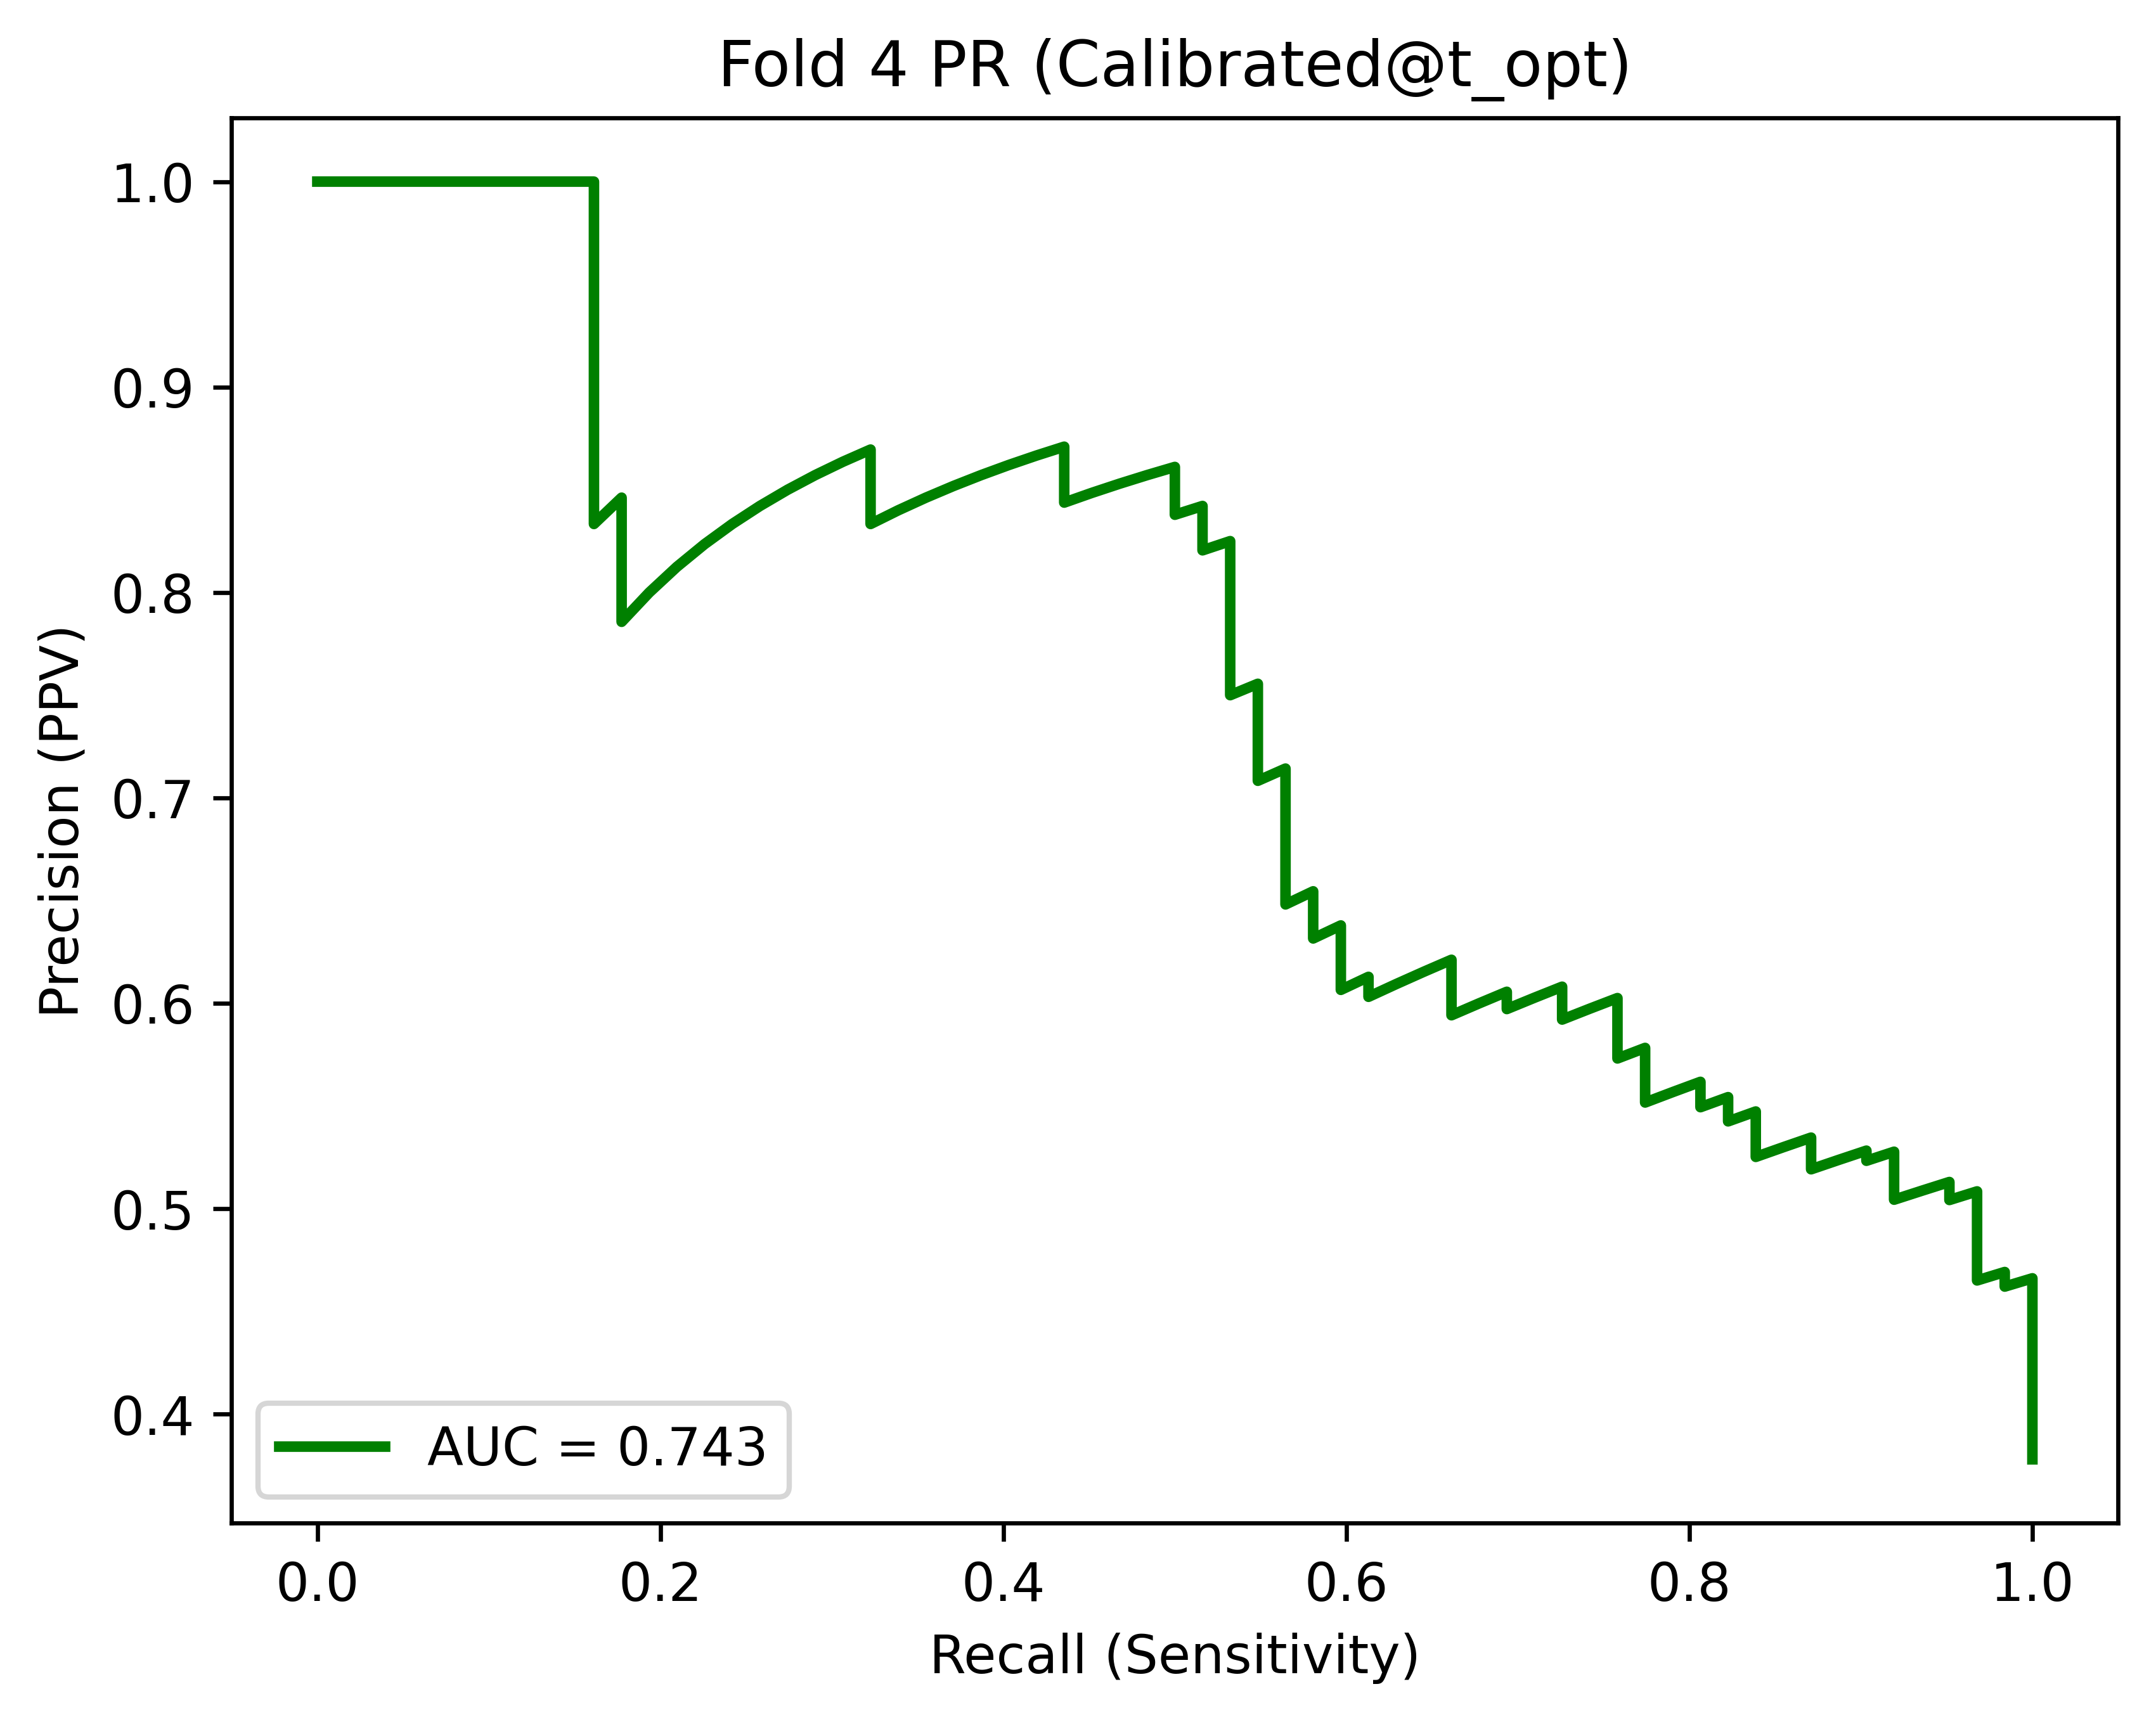 Fold 4 PR (Calibrated@t_opt)
Precision (PPV)
1.0
0.9
0.8
0.7
0.6
0.5
0.4
AUC = 0.743
0.0 0.2 0.4 0.6 0.8 1.0
Recall (Sensitivity)